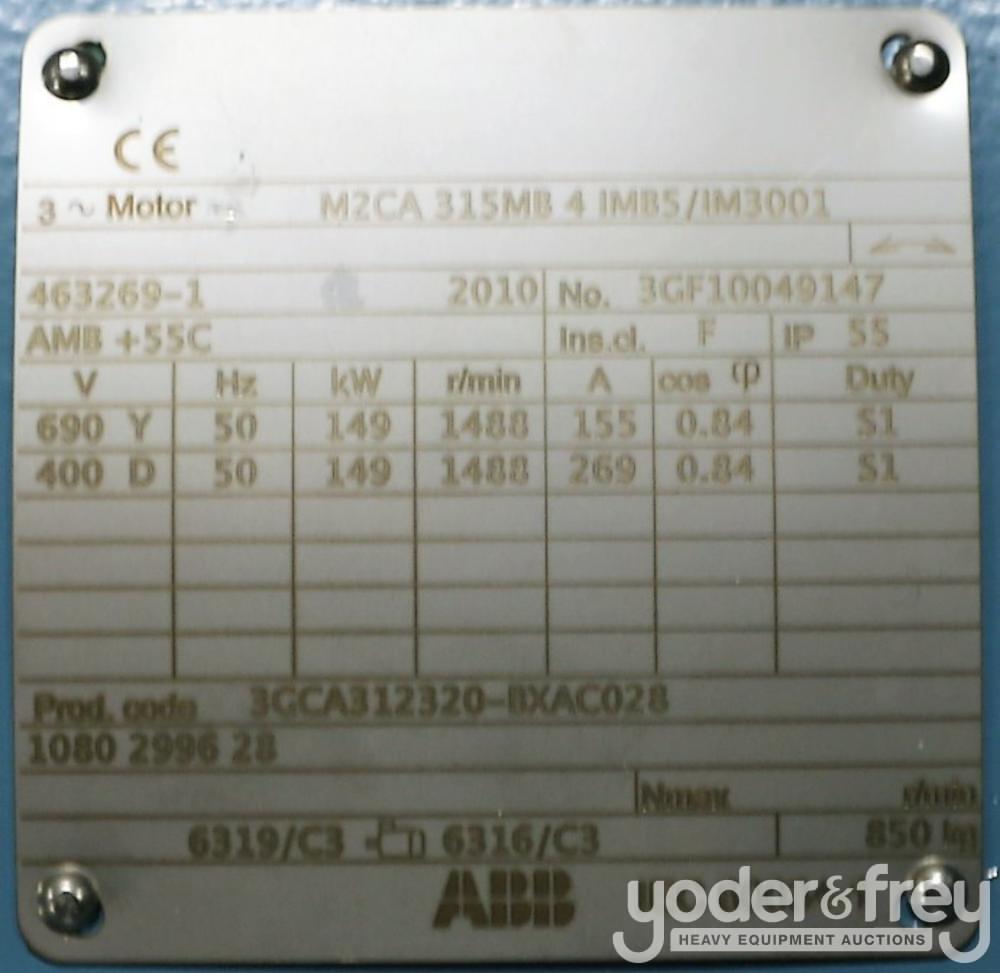 CE
3 ~ Motor M2CA 315MB 4 IMB5/IM3001
463269-1 2010 No. 3GF10049147
AMB +55C Ins.cl. F IP 55
V Hz kW r/min A cos φ Duty
690 Y 50 149 1488 155 0.84 S1
400 D 50 149 1488 269 0.84 S1
Prod. code 3GCA312320-BXAC028
1080 2996 28
Nmax r/min
6319/C3 6316/C3 850 kg
ABB
yoder&frey
HEAVY EQUIPMENT AUCTIONS